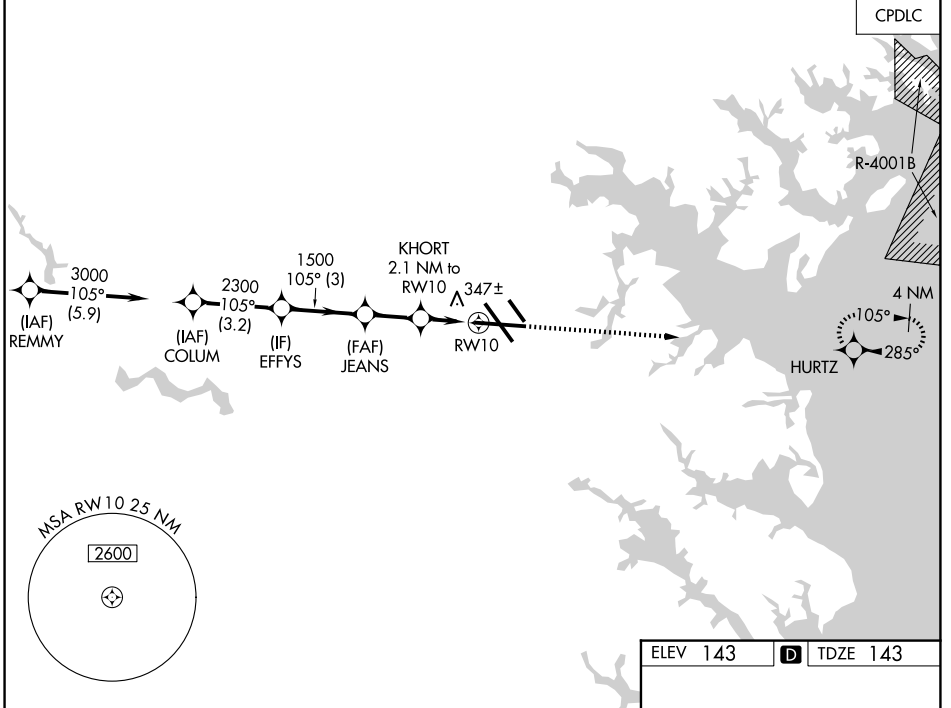 CPDLC
R-4001B
3000
105°
(5.9)
(IAF)
REMMY
2300
105°
(3.2)
(IAF)
COLUM
1500
105° (3)
(IF)
EFFYS
(FAF)
JEANS
KHORT
2.1 NM to
RW10
347±
RW10
4 NM
105°
285°
HURTZ
MSA RW10 25 NM
2600
ELEV 143 D TDZE 143